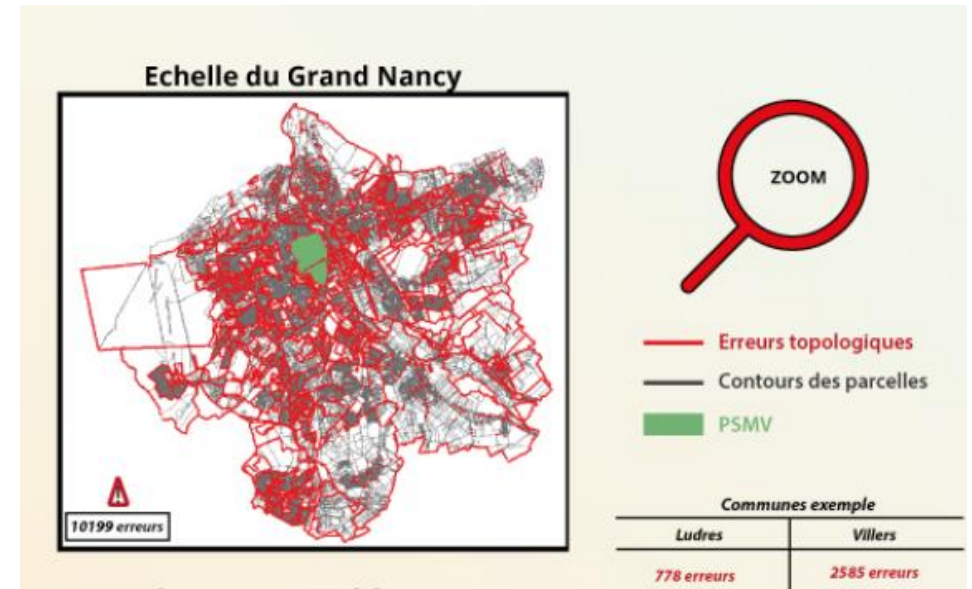 Echelle du Grand Nancy
10199 erreurs
ZOOM
Erreurs topologiques
Contours des parcelles
PSMV
Communes exemple
Ludres Villers
778 erreurs 2585 erreurs